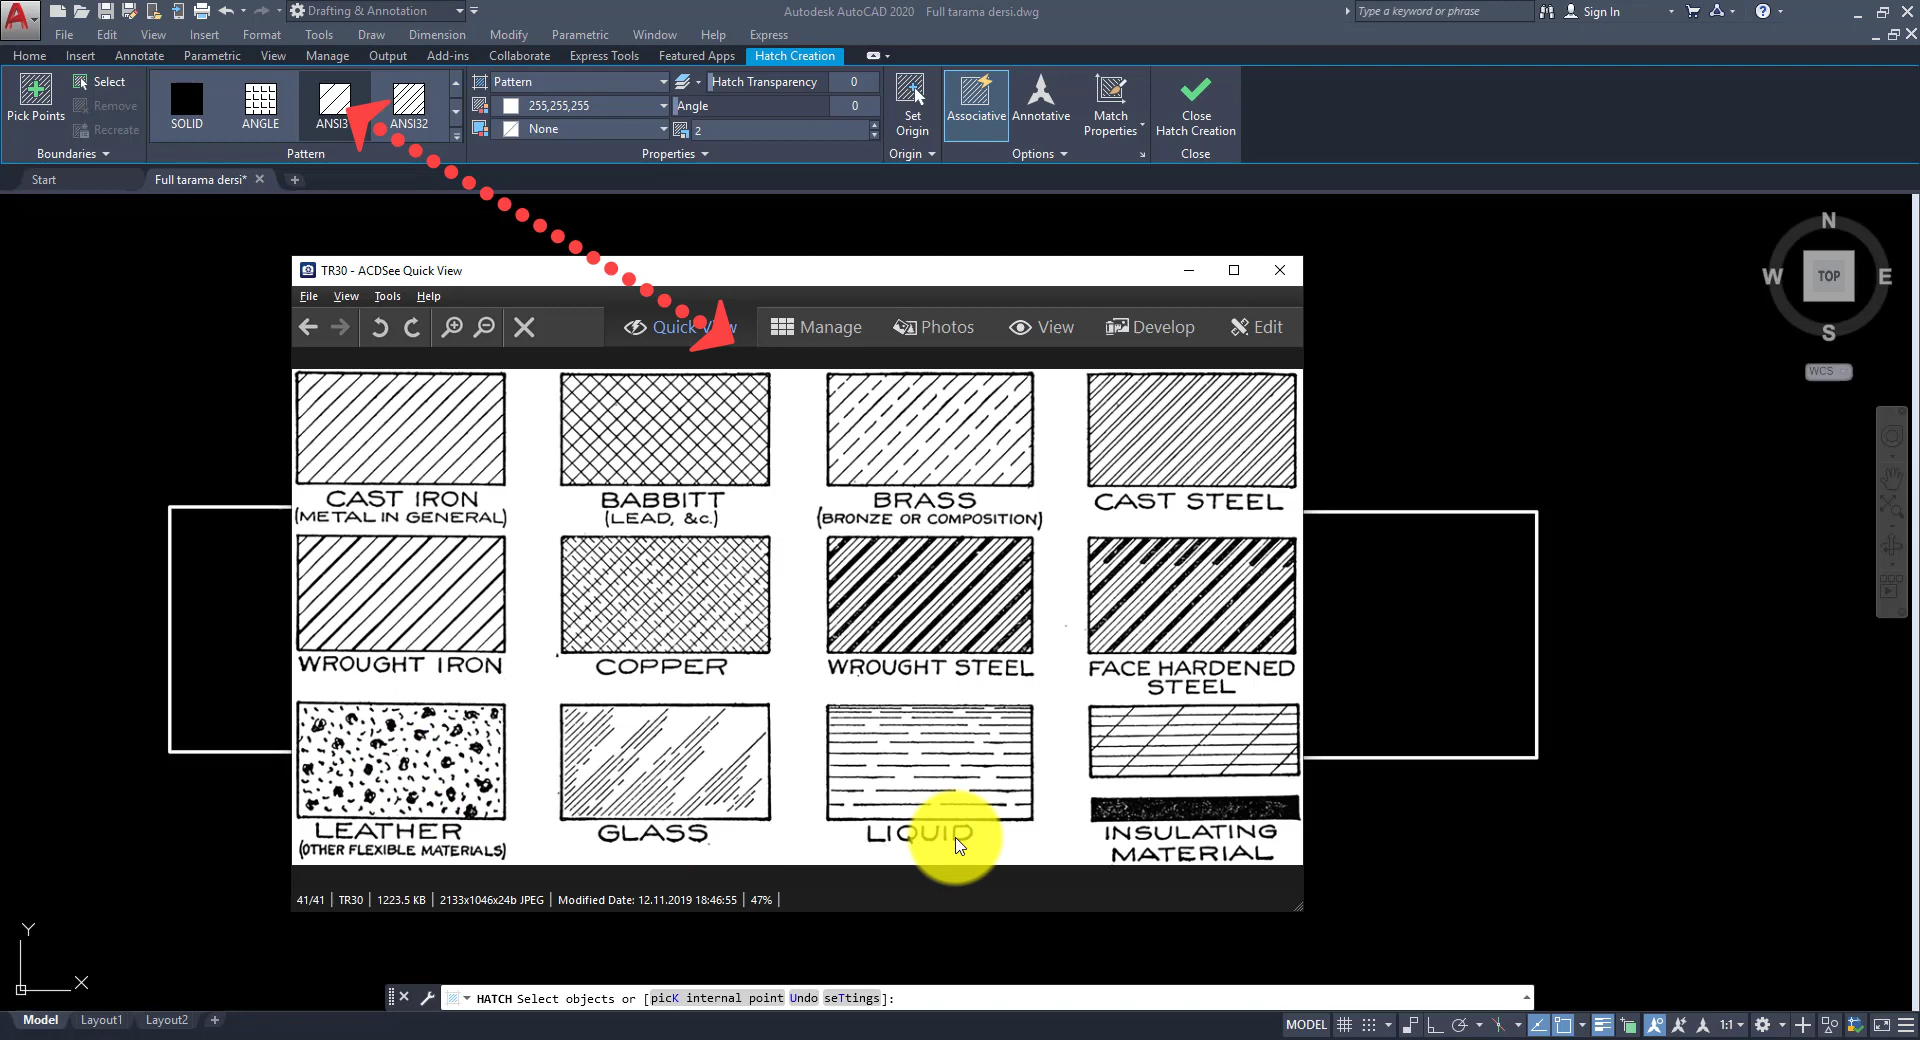 Drafting & Annotation
Autodesk AutoCAD 2020 Full tarama dersi.dwg
Type a keyword or phrase
Sign In
File Edit View Insert Format Tools Draw Dimension Modify Parametric Window Help Express
Home Insert Annotate Parametric View Manage Output Add-ins Collaborate Express Tools Featured Apps Hatch Creation
Pick Points
Select
Remove
Recreate
Boundaries
SOLID ANGLE ANSI3 ANSI32
Pattern
Pattern
255,255,255
None
Hatch Transparency 0
Angle 0
2
Properties
Set Origin
Origin
Associative
Annotative
Match Properties
Options
Close Hatch Creation
Close
Start
Full tarama dersi*
N
W TOP E
S
WCS
TR30 - ACDSee Quick View
File View Tools Help
Quick View Manage Photos View Develop Edit
CAST IRON
(METAL IN GENERAL)
BABBITT
(LEAD, &c.)
BRASS
(BRONZE OR COMPOSITION)
CAST STEEL
WROUGHT IRON
COPPER
WROUGHT STEEL
FACE HARDENED
STEEL
LEATHER
(OTHER FLEXIBLE MATERIALS)
GLASS
LIQUID
INSULATING
MATERIAL
41/41 TR30 1223.5 KB 2133x1046x24b JPEG Modified Date: 12.11.2019 18:46:55 47%
Y
X
HATCH Select objects or [picK internal point Undo seTtings]:
Model Layout1 Layout2
MODEL 1:1